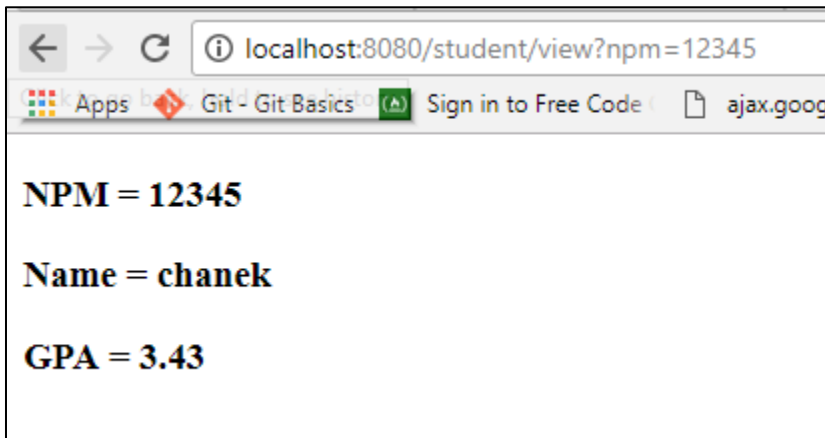 localhost:8080/student/view?npm=12345
Apps Git - Git Basics Sign in to Free Code ajax.goog
NPM = 12345
Name = chanek
GPA = 3.43